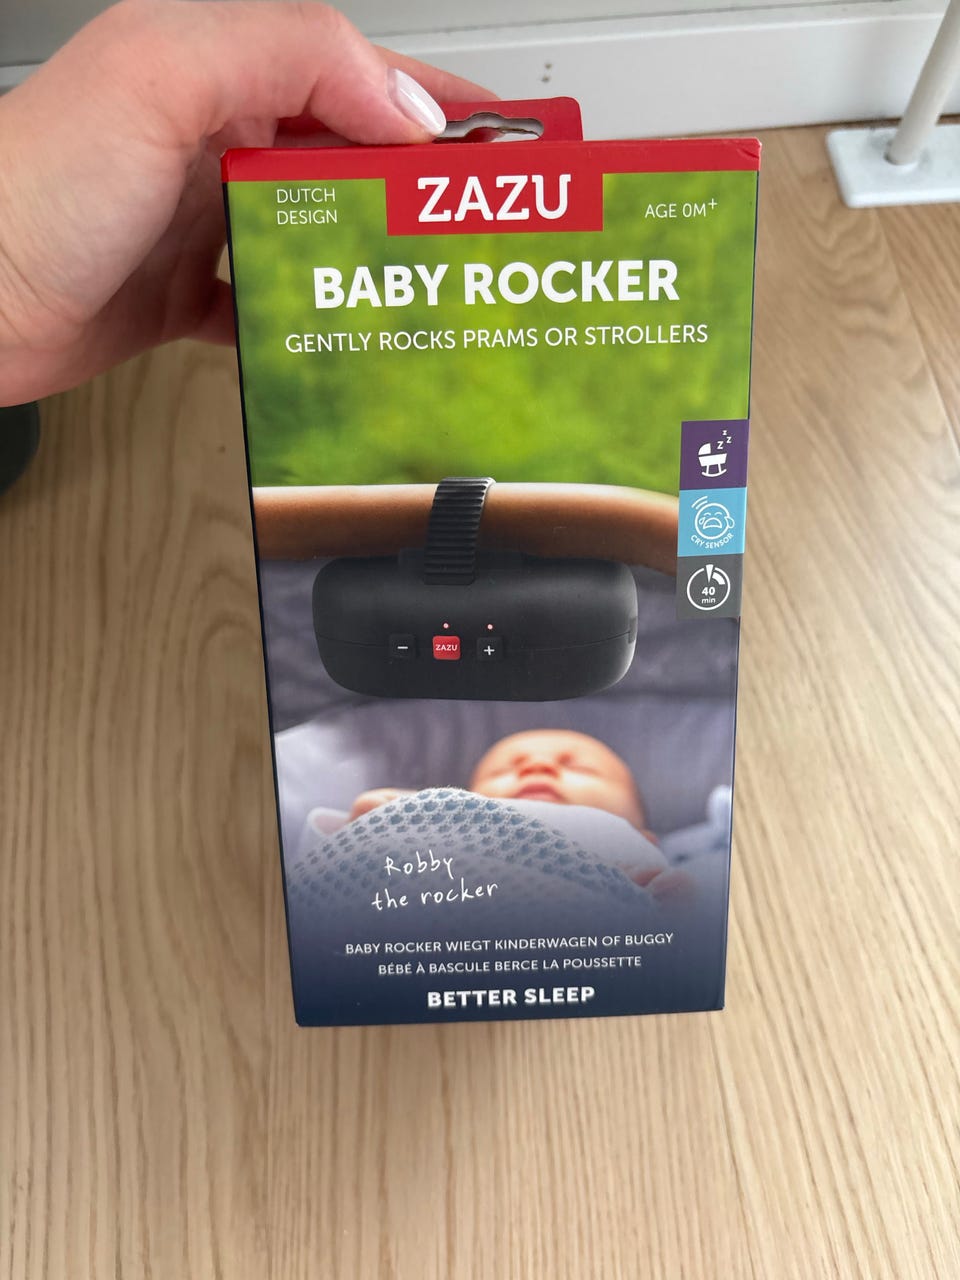 DUTCH
DESIGN
ZAZU
AGE 0M+
BABY ROCKER
GENTLY ROCKS PRAMS OR STROLLERS
z z z
CRY SENSOR
40
min
− ZAZU +
Robby
the rocker
BABY ROCKER WIEGT KINDERWAGEN OF BUGGY
BÉBÉ À BASCULE BERCE LA POUSSETTE
BETTER SLEEP